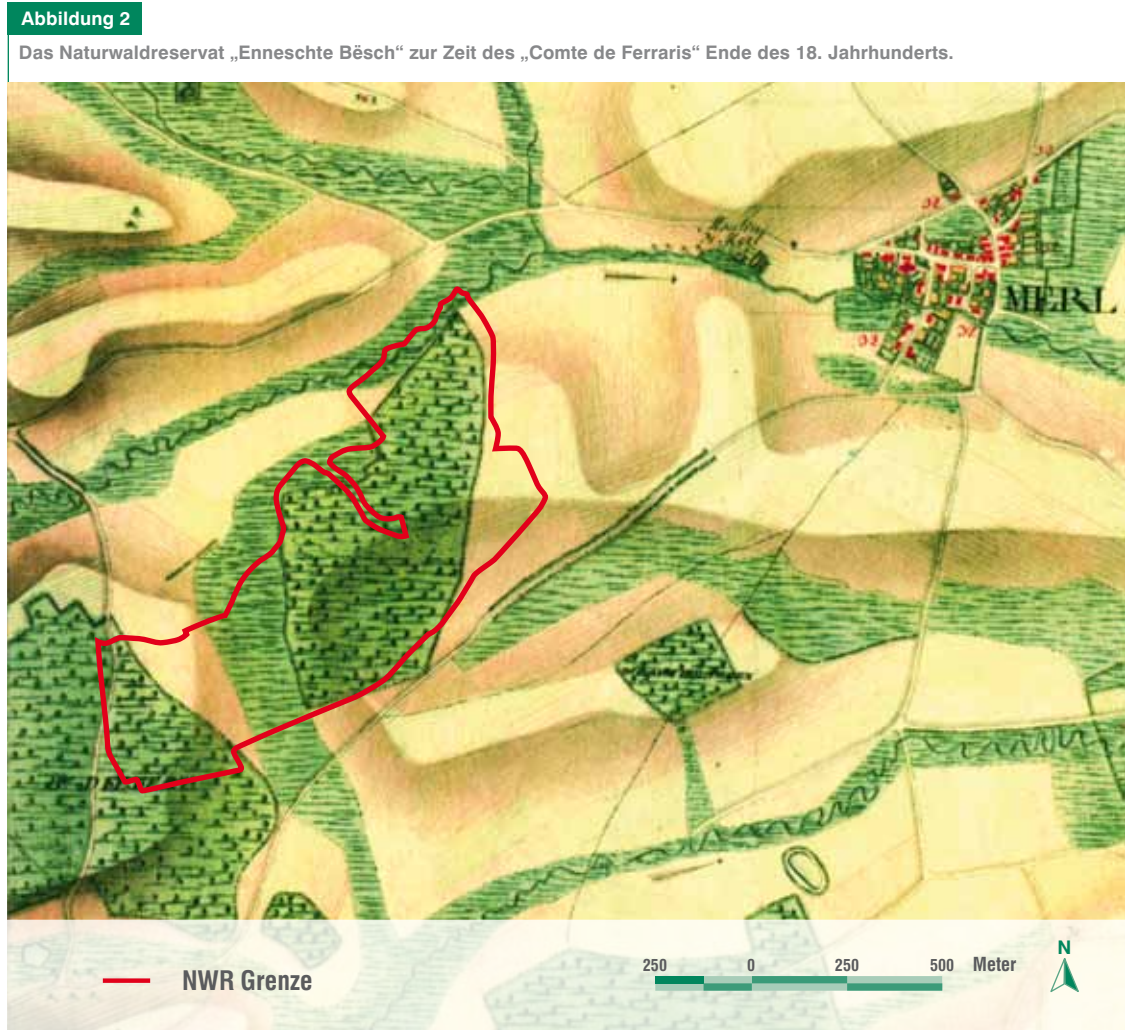 Abbildung 2
Das Naturwaldreservat „Enneschte Bësch“ zur Zeit des „Comte de Ferraris“ Ende des 18. Jahrhunderts.
MERL
NWR Grenze
250 0 250 500 Meter
N